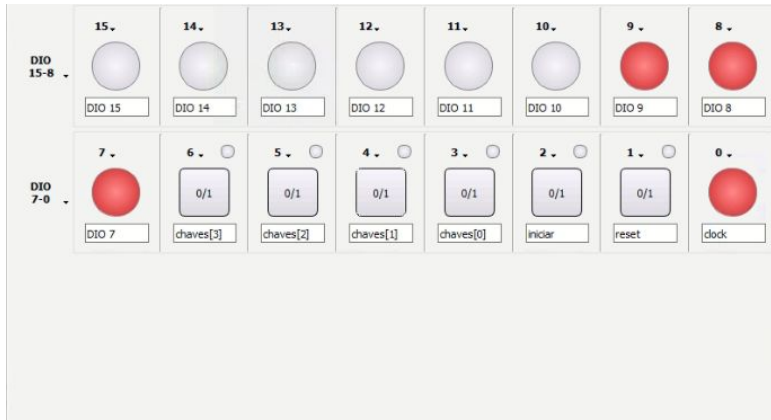 15 14 13 12 11 10 9 8
DIO
15-8
DIO 15 DIO 14 DIO 13 DIO 12 DIO 11 DIO 10 DIO 9 DIO 8
7 6 5 4 3 2 1 0
DIO
7-0
0/1 0/1 0/1 0/1 0/1 0/1
DIO 7 chaves[3] chaves[2] chaves[1] chaves[0] iniciar reset clock